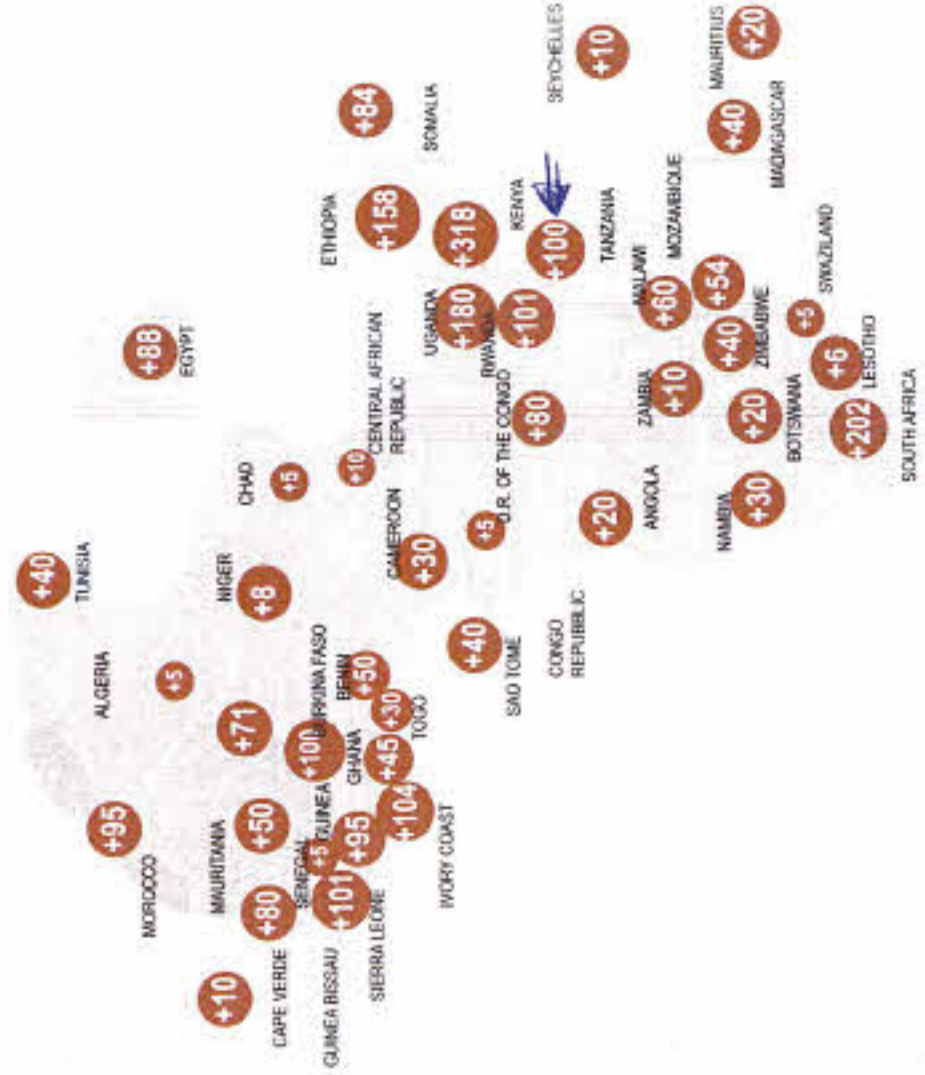 +40
TUNISIA
+95
MOROCCO
ALGERIA
+5
+88
EGYPT
+10
CAPE VERDE
MAURITANIA
+50
+71
NIGER
+8
CHAD
+5
+80
SENEGAL
GUINEA BISSAU
+101
SIERRA LEONE
+5
GUINEA
+95
+104
IVORY COAST
+100
BURKINA FASO
GHANA
+45
BENIN
+50
+30
TOGO
+10
CENTRAL AFRICAN
REPUBLIC
CAMEROON
+30
ETHIOPIA
+158
+84
SOMALIA
+40
SAO TOMÈ
+5
D.R. OF THE CONGO
+80
CONGO
REPUBBLIC
UGANDA
+180
+318
KENYA
RWANDA
+101
+100
TANZANIA
SEYCHELLES
+10
+20
ANGOLA
ZAMBIA
+10
MALAWI
+60
MOZAMBIQUE
+54
+40
ZIMBABWE
NAMIBIA
+30
+20
BOTSWANA
+40
MADAGASCAR
MAURITIUS
+20
+5
SWAZILAND
+6
LESOTHO
+202
SOUTH AFRICA